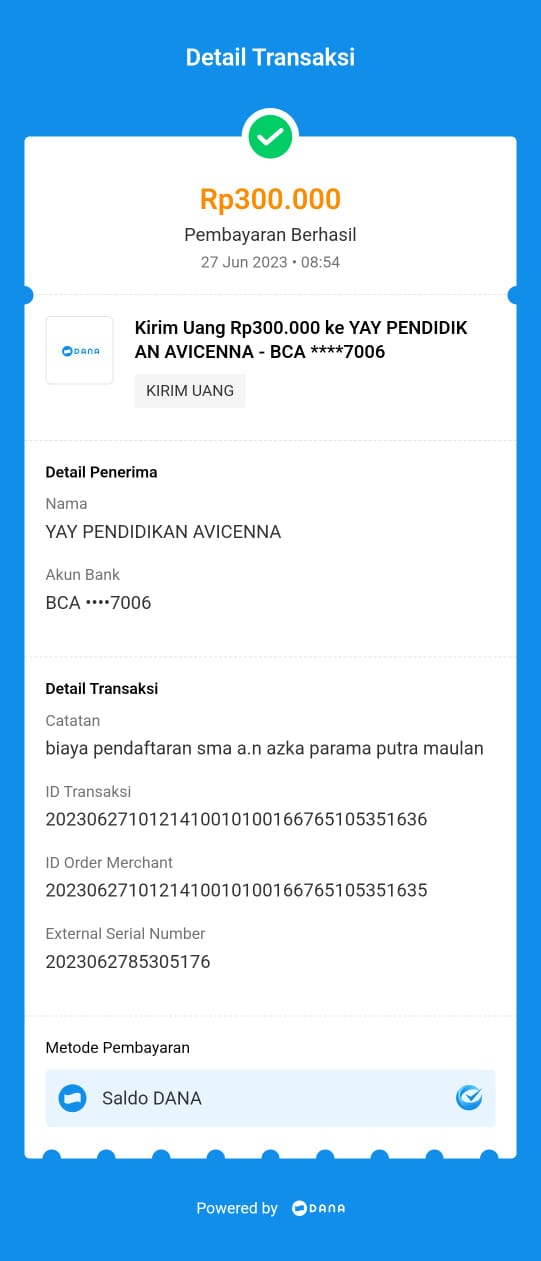 Detail Transaksi
Rp300.000
Pembayaran Berhasil
27 Jun 2023 • 08:54
DANA
Kirim Uang Rp300.000 ke YAY PENDIDIK
AN AVICENNA - BCA ****7006
KIRIM UANG
Detail Penerima
Nama
YAY PENDIDIKAN AVICENNA
Akun Bank
BCA ••••7006
Detail Transaksi
Catatan
biaya pendaftaran sma a.n azka parama putra maulan
ID Transaksi
2023062710121410010100166765105351636
ID Order Merchant
2023062710121410010100166765105351635
External Serial Number
2023062785305176
Metode Pembayaran
Saldo DANA
Powered by DANA